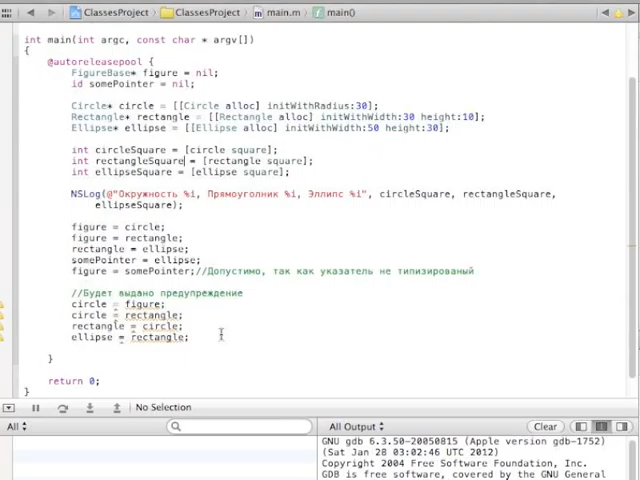 ClassesProject ClassesProject main.m main()
int main(int argc, const char * argv[])
{
@autoreleasepool {
FigureBase* figure = nil;
id somePointer = nil;
Circle* circle = [[Circle alloc] initWithRadius:30];
Rectangle* rectangle = [[Rectangle alloc] initWithWidth:30 height:10];
Ellipse* ellipse = [[Ellipse alloc] initWithWidth:50 height:30];
int circleSquare = [circle square];
int rectangleSquare = [rectangle square];
int ellipseSquare = [ellipse square];
NSLog(@"Окружность %i, Прямоуголник %i, Эллипс %i", circleSquare, rectangleSquare,
ellipseSquare);
figure = circle;
figure = rectangle;
rectangle = ellipse;
somePointer = ellipse;
figure = somePointer;//Допустимо, так как указатель не типизированый
//Будет выдано предупреждение
circle = figure;
circle = rectangle;
rectangle = circle;
ellipse = rectangle;
}
return 0;
}
No Selection
All All Output Clear
GNU gdb 6.3.50-20050815 (Apple version gdb-1752)
(Sat Jan 28 03:02:46 UTC 2012)
Copyright 2004 Free Software Foundation, Inc.
GDB is free software, covered by the GNU General